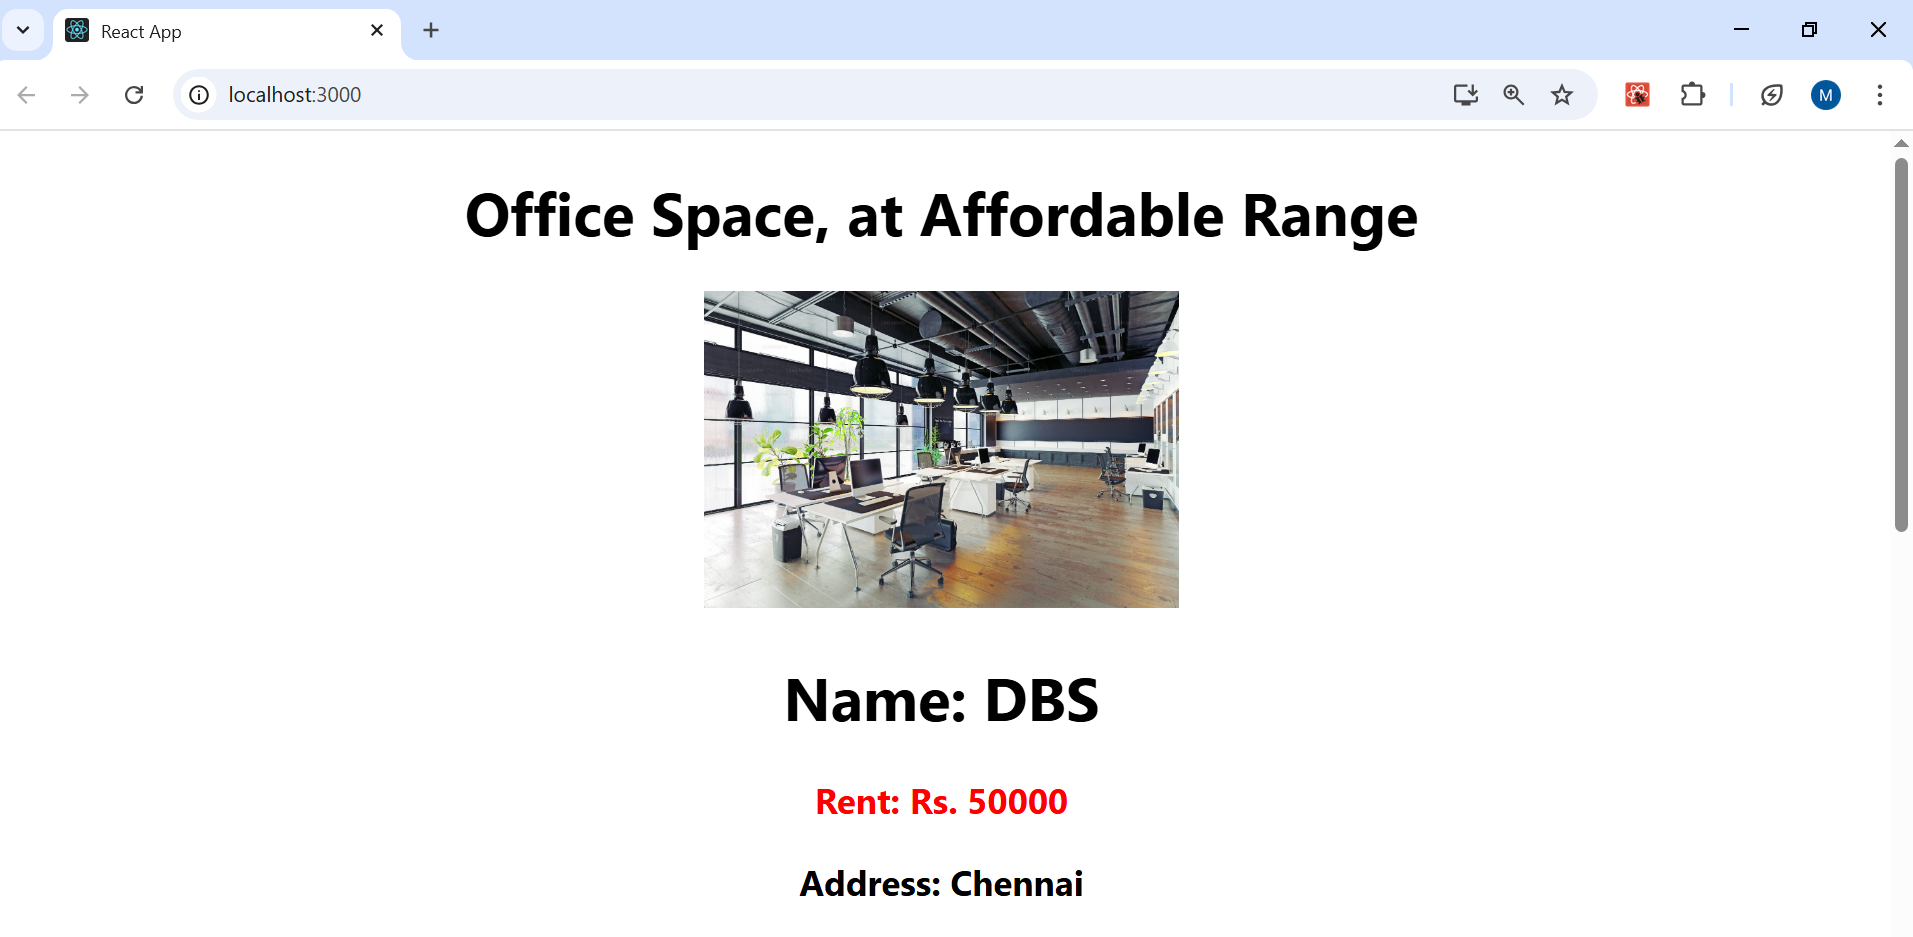 React App
localhost:3000
M
Office Space, at Affordable Range
Name: DBS
Rent: Rs. 50000
Address: Chennai